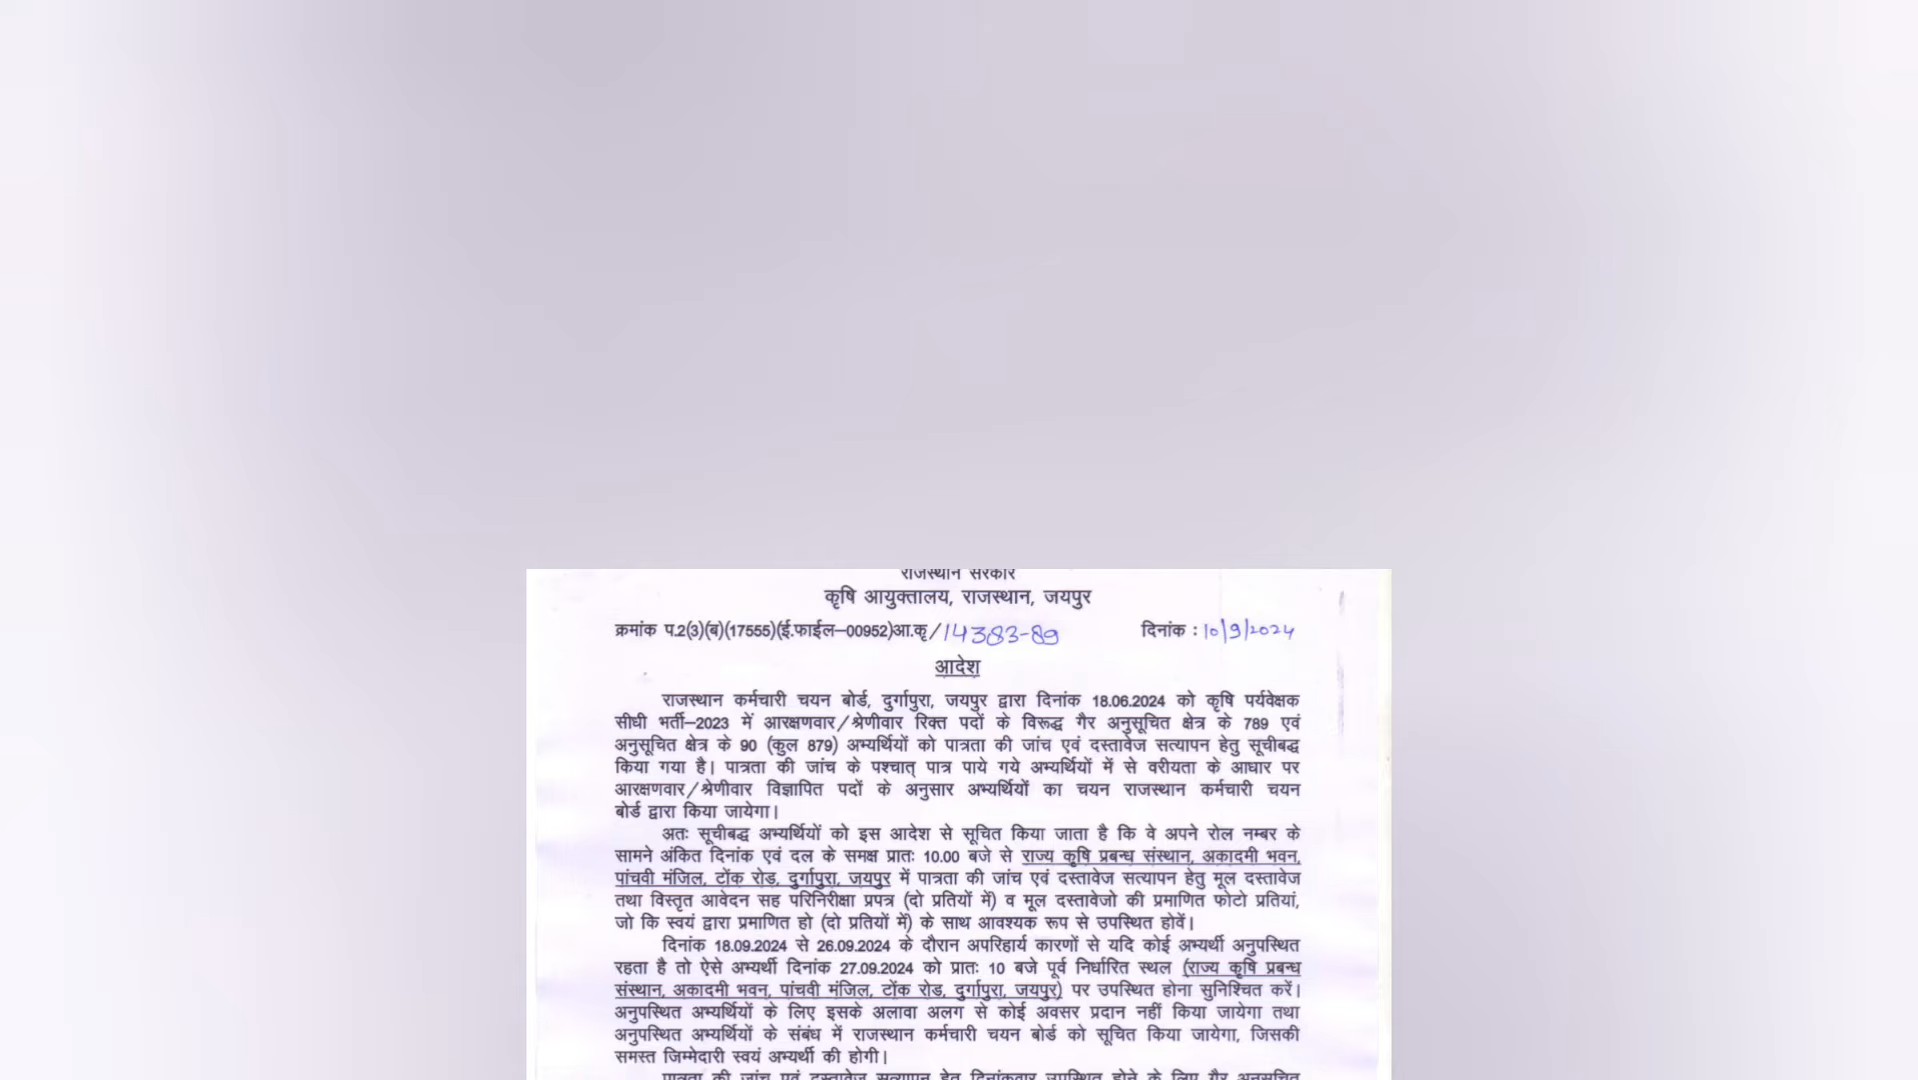 राजस्थान सरकार
कृषि आयुक्तालय, राजस्थान, जयपुर
क्रमांक प.2(3)(ब)(17555)(ई.फाईल–00952)आ.कृ/14383-89 दिनांक : 10/9/2024
आदेश
राजस्थान कर्मचारी चयन बोर्ड, दुर्गापुरा, जयपुर द्वारा दिनांक 18.06.2024 को कृषि पर्यवेक्षक
सीधी भर्ती–2023 में आरक्षणवार/श्रेणीवार रिक्त पदों के विरूद्ध गैर अनुसूचित क्षेत्र के 789 एवं
अनुसूचित क्षेत्र के 90 (कुल 879) अभ्यर्थियों को पात्रता की जांच एवं दस्तावेज सत्यापन हेतु सूचीबद्ध
किया गया है। पात्रता की जांच के पश्चात् पात्र पाये गये अभ्यर्थियों में से वरीयता के आधार पर
आरक्षणवार/श्रेणीवार विज्ञापित पदों के अनुसार अभ्यर्थियों का चयन राजस्थान कर्मचारी चयन
बोर्ड द्वारा किया जायेगा।
अतः सूचीबद्ध अभ्यर्थियों को इस आदेश से सूचित किया जाता है कि वे अपने रोल नम्बर के
सामने अंकित दिनांक एवं दल के समक्ष प्रातः 10.00 बजे से राज्य कृषि प्रबन्ध संस्थान, अकादमी भवन,
पांचवी मंजिल, टोंक रोड, दुर्गापुरा, जयपुर में पात्रता की जांच एवं दस्तावेज सत्यापन हेतु मूल दस्तावेज
तथा विस्तृत आवेदन सह परिनिरीक्षा प्रपत्र (दो प्रतियों में) व मूल दस्तावेजो की प्रमाणित फोटो प्रतियां,
जो कि स्वयं द्वारा प्रमाणित हो (दो प्रतियों में) के साथ आवश्यक रूप से उपस्थित होवें।
दिनांक 18.09.2024 से 26.09.2024 के दौरान अपरिहार्य कारणों से यदि कोई अभ्यर्थी अनुपस्थित
रहता है तो ऐसे अभ्यर्थी दिनांक 27.09.2024 को प्रातः 10 बजे पूर्व निर्धारित स्थल (राज्य कृषि प्रबन्ध
संस्थान, अकादमी भवन, पांचवी मंजिल, टोंक रोड, दुर्गापुरा, जयपुर) पर उपस्थित होना सुनिश्चित करें।
अनुपस्थित अभ्यर्थियों के लिए इसके अलावा अलग से कोई अवसर प्रदान नहीं किया जायेगा तथा
अनुपस्थित अभ्यर्थियों के संबंध में राजस्थान कर्मचारी चयन बोर्ड को सूचित किया जायेगा, जिसकी
समस्त जिम्मेदारी स्वयं अभ्यर्थी की होगी।
पात्रता की जांच एवं दस्तावेज सत्यापन हेतु दिनांकवार उपस्थित होने के लिए गैर अनुसूचित